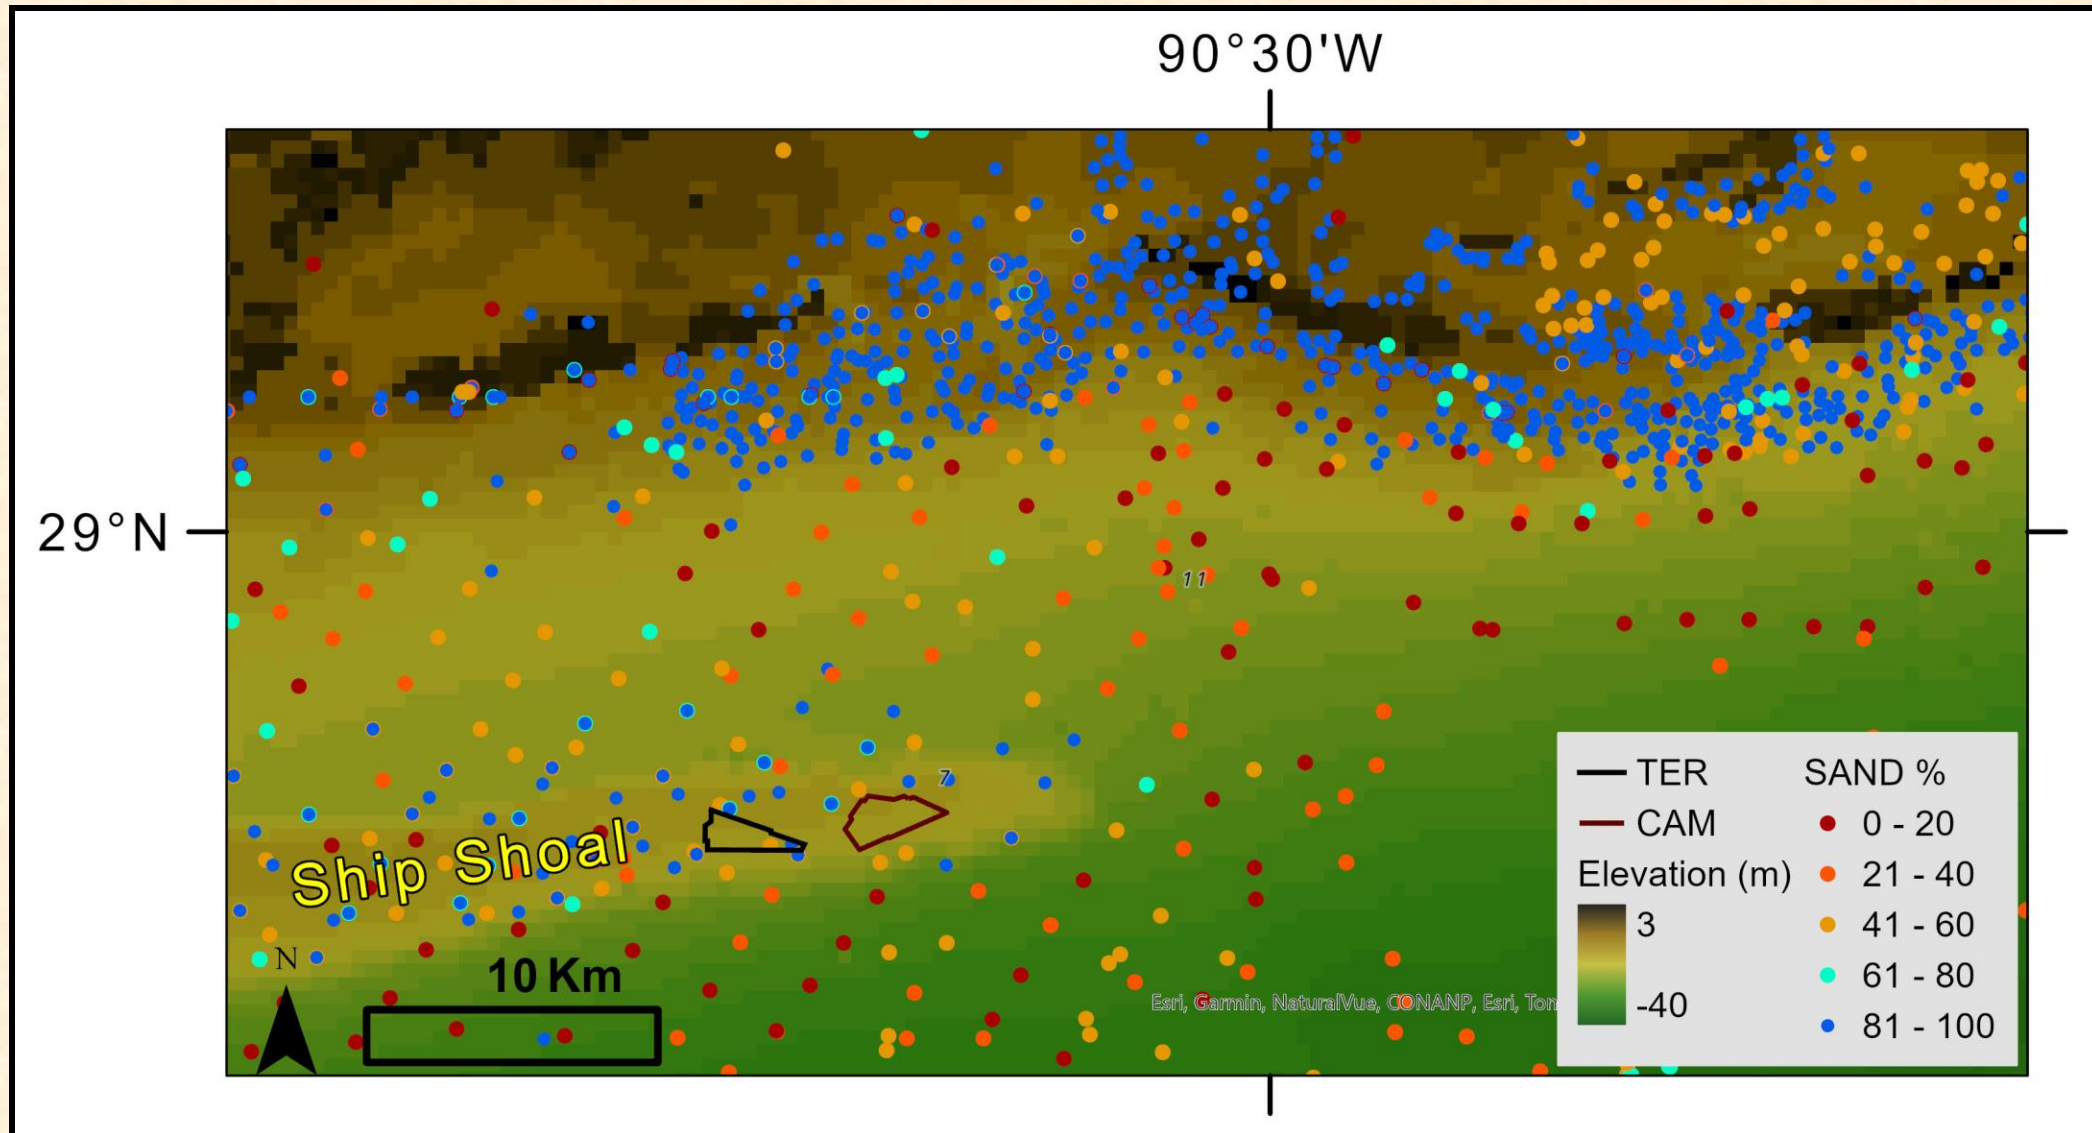 90°30'W
29°N
11
7
Ship Shoal
N
10 Km
Esri, Garmin, NaturalVue, CONANP, Esri, Tom
TER
CAM
Elevation (m)
3
-40
SAND %
0 - 20
21 - 40
41 - 60
61 - 80
81 - 100